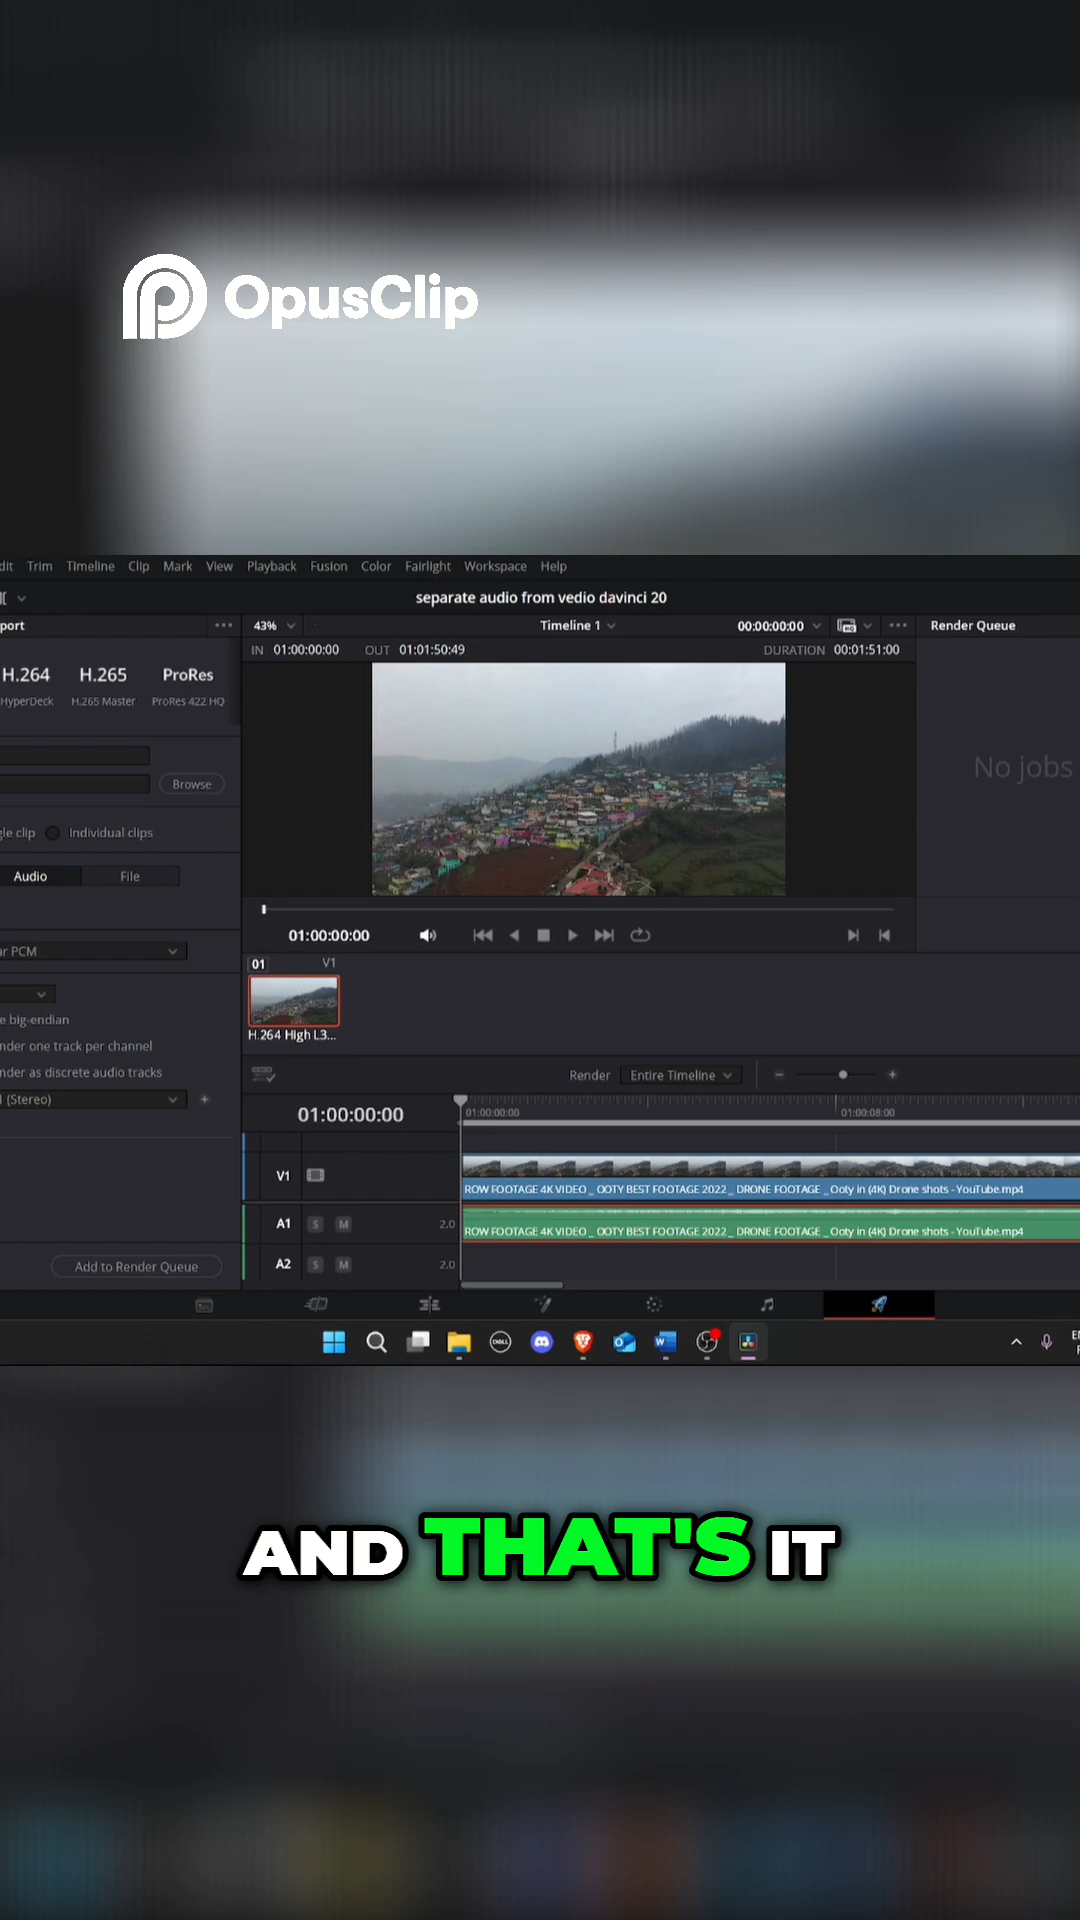 OpusClip
dit Trim Timeline Clip Mark View Playback Fusion Color Fairlight Workspace Help
separate audio from vedio davinci 20
port ••• 43% Timeline 1 00:00:00:00 ••• Render Queue
IN 01:00:00:00 OUT 01:01:50:49 DURATION 00:01:51:00
H.264 H.265 ProRes
HyperDeck H.265 Master ProRes 422 HQ
No jobs
Browse
gle clip Individual clips
Audio File
01:00:00:00
ar PCM
01 V1
H.264 High L3...
e big-endian
nder one track per channel
nder as discrete audio tracks
Render Entire Timeline
1 (Stereo)
01:00:00:00 01:00:00:00 01:00:08:00
V1
ROW FOOTAGE 4K VIDEO _ OOTY BEST FOOTAGE 2022 _ DRONE FOOTAGE _ Ooty in (4K) Drone shots - YouTube.mp4
A1 S M 2.0 ROW FOOTAGE 4K VIDEO _ OOTY BEST FOOTAGE 2022 _ DRONE FOOTAGE _ Ooty in (4K) Drone shots - YouTube.mp4
A2 S M 2.0
Add to Render Queue
DELL
AND THAT'S IT